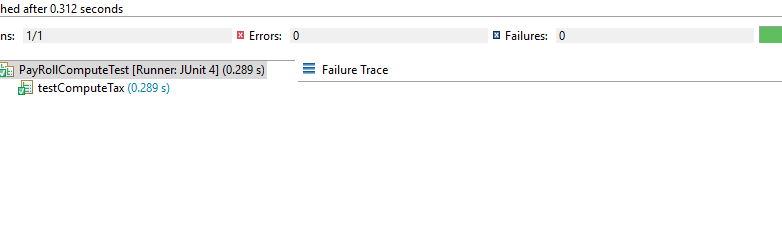 hed after 0.312 seconds
ns: 1/1 Errors: 0 Failures: 0
PayRollComputeTest [Runner: JUnit 4] (0.289 s) Failure Trace
testComputeTax (0.289 s)